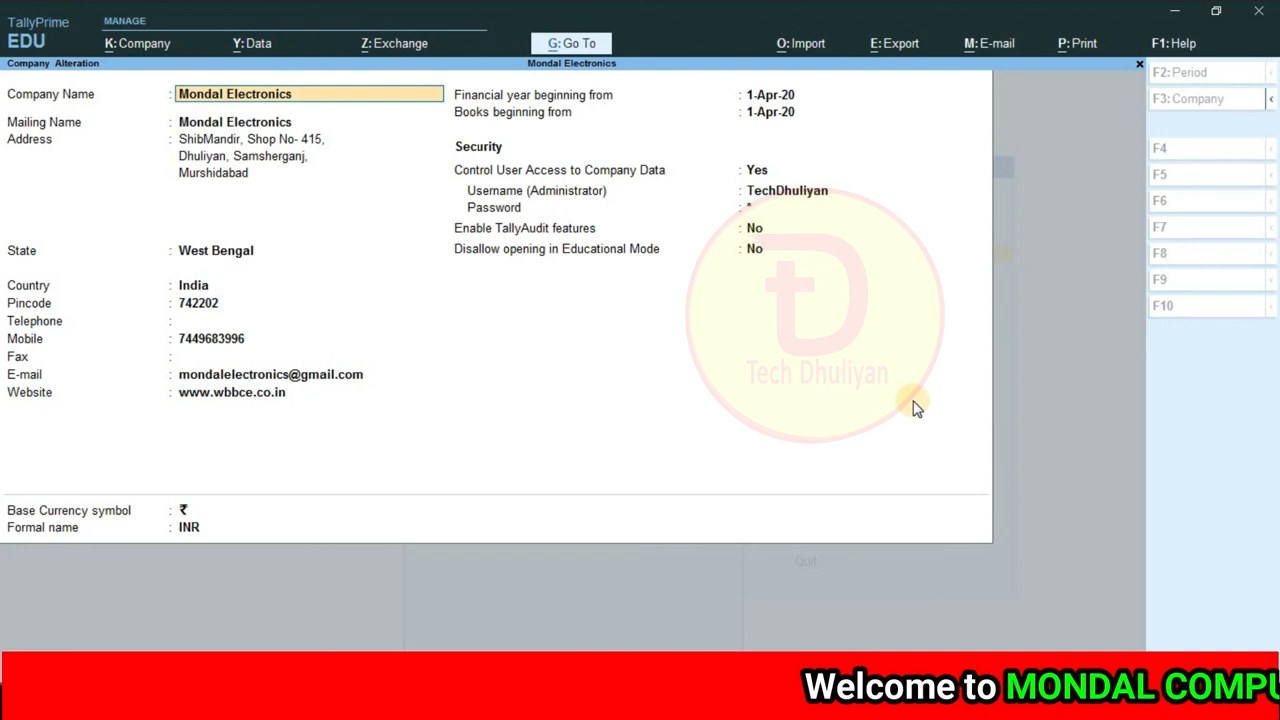 TallyPrime
EDU
MANAGE
K: Company
Y: Data
Z: Exchange
G: Go To
O: Import
E: Export
M: E-mail
P: Print
F1: Help
Company Alteration
Mondal Electronics
Company Name : Mondal Electronics
Mailing Name : Mondal Electronics
Address : ShibMandir, Shop No- 415,
Dhuliyan, Samsherganj,
Murshidabad
State : West Bengal
Country : India
Pincode : 742202
Telephone :
Mobile : 7449683996
Fax :
E-mail : mondalelectronics@gmail.com
Website : www.wbbce.co.in
Base Currency symbol : ₹
Formal name : INR
Financial year beginning from : 1-Apr-20
Books beginning from : 1-Apr-20
Security
Control User Access to Company Data : Yes
Username (Administrator) : TechDhuliyan
Password : *
Enable TallyAudit features : No
Disallow opening in Educational Mode : No
Tech Dhuliyan
Quit
F2: Period
F3: Company
F4
F5
F6
F7
F8
F9
F10
Welcome to MONDAL COMPU